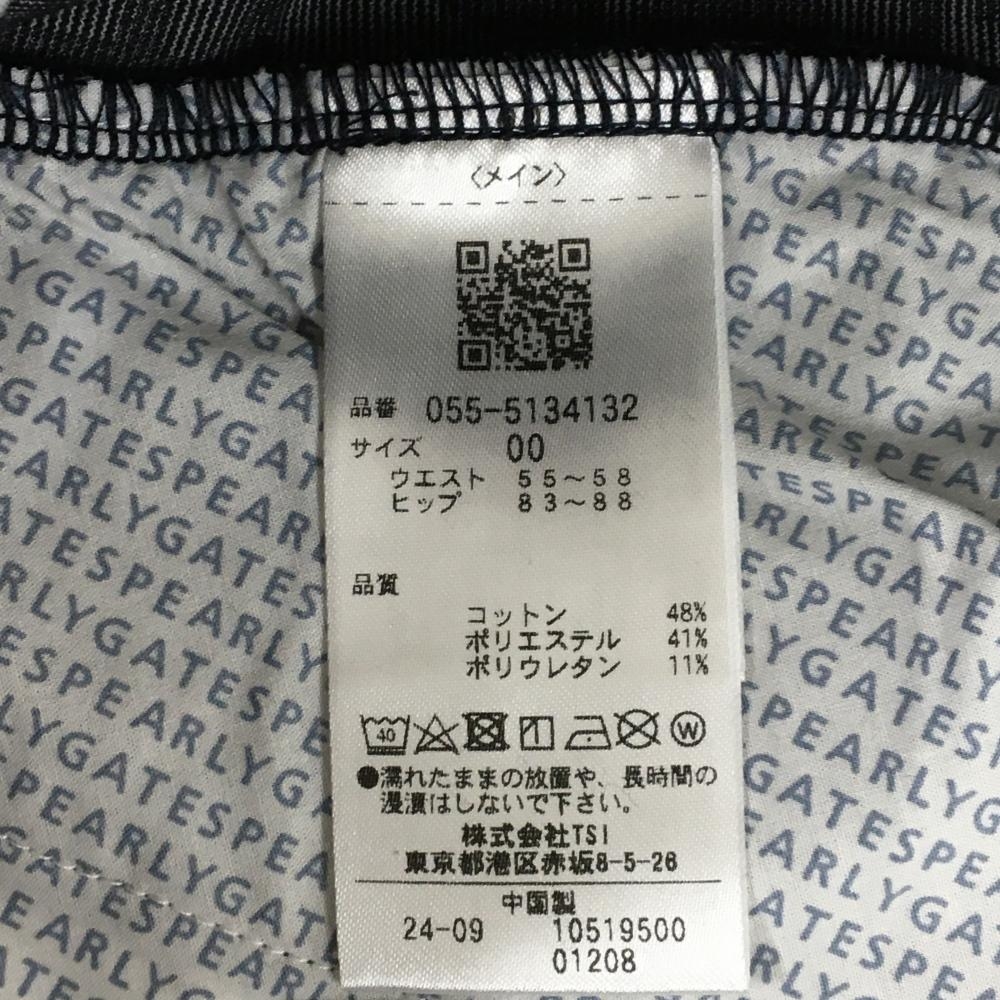 〈メイン〉
品番 055-5134132
サイズ 00
ウエスト 55～58
ヒップ 83～88
品質
コットン 48%
ポリエステル 41%
ポリウレタン 11%
40
W
●濡れたままの放置や、長時間の
浸漬はしないで下さい。
株式会社TSI
東京都港区赤坂8-5-26
中国製
24-09 10519500
01208
PEARLYGATES